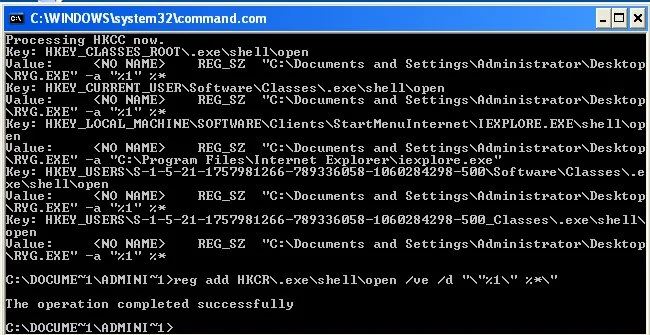 C:\WINDOWS\system32\command.com
Processing HKCC now.
Key: HKEY_CLASSES_ROOT\.exe\shell\open
Value:    <NO NAME>    REG_SZ  "C:\Documents and Settings\Administrator\Desktop
\RYG.EXE" -a "%1" %*
Key: HKEY_CURRENT_USER\Software\Classes\.exe\shell\open
Value:    <NO NAME>    REG_SZ  "C:\Documents and Settings\Administrator\Desktop
\RYG.EXE" -a "%1" %*
Key: HKEY_LOCAL_MACHINE\SOFTWARE\Clients\StartMenuInternet\IEXPLORE.EXE\shell\op
en
Value:    <NO NAME>    REG_SZ  "C:\Documents and Settings\Administrator\Desktop
\RYG.EXE" -a "C:\Program Files\Internet Explorer\iexplore.exe"
Key: HKEY_USERS\S-1-5-21-1757981266-789336058-1060284298-500\Software\Classes\.e
xe\shell\open
Value:    <NO NAME>    REG_SZ  "C:\Documents and Settings\Administrator\Desktop
\RYG.EXE" -a "%1" %*
Key: HKEY_USERS\S-1-5-21-1757981266-789336058-1060284298-500_Classes\.exe\shell\
open
Value:    <NO NAME>    REG_SZ  "C:\Documents and Settings\Administrator\Desktop
\RYG.EXE" -a "%1" %*
C:\DOCUME~1\ADMINI~1>reg add HKCR\.exe\shell\open /ve /d "\"%1\" %*\"
The operation completed successfully
C:\DOCUME~1\ADMINI~1>